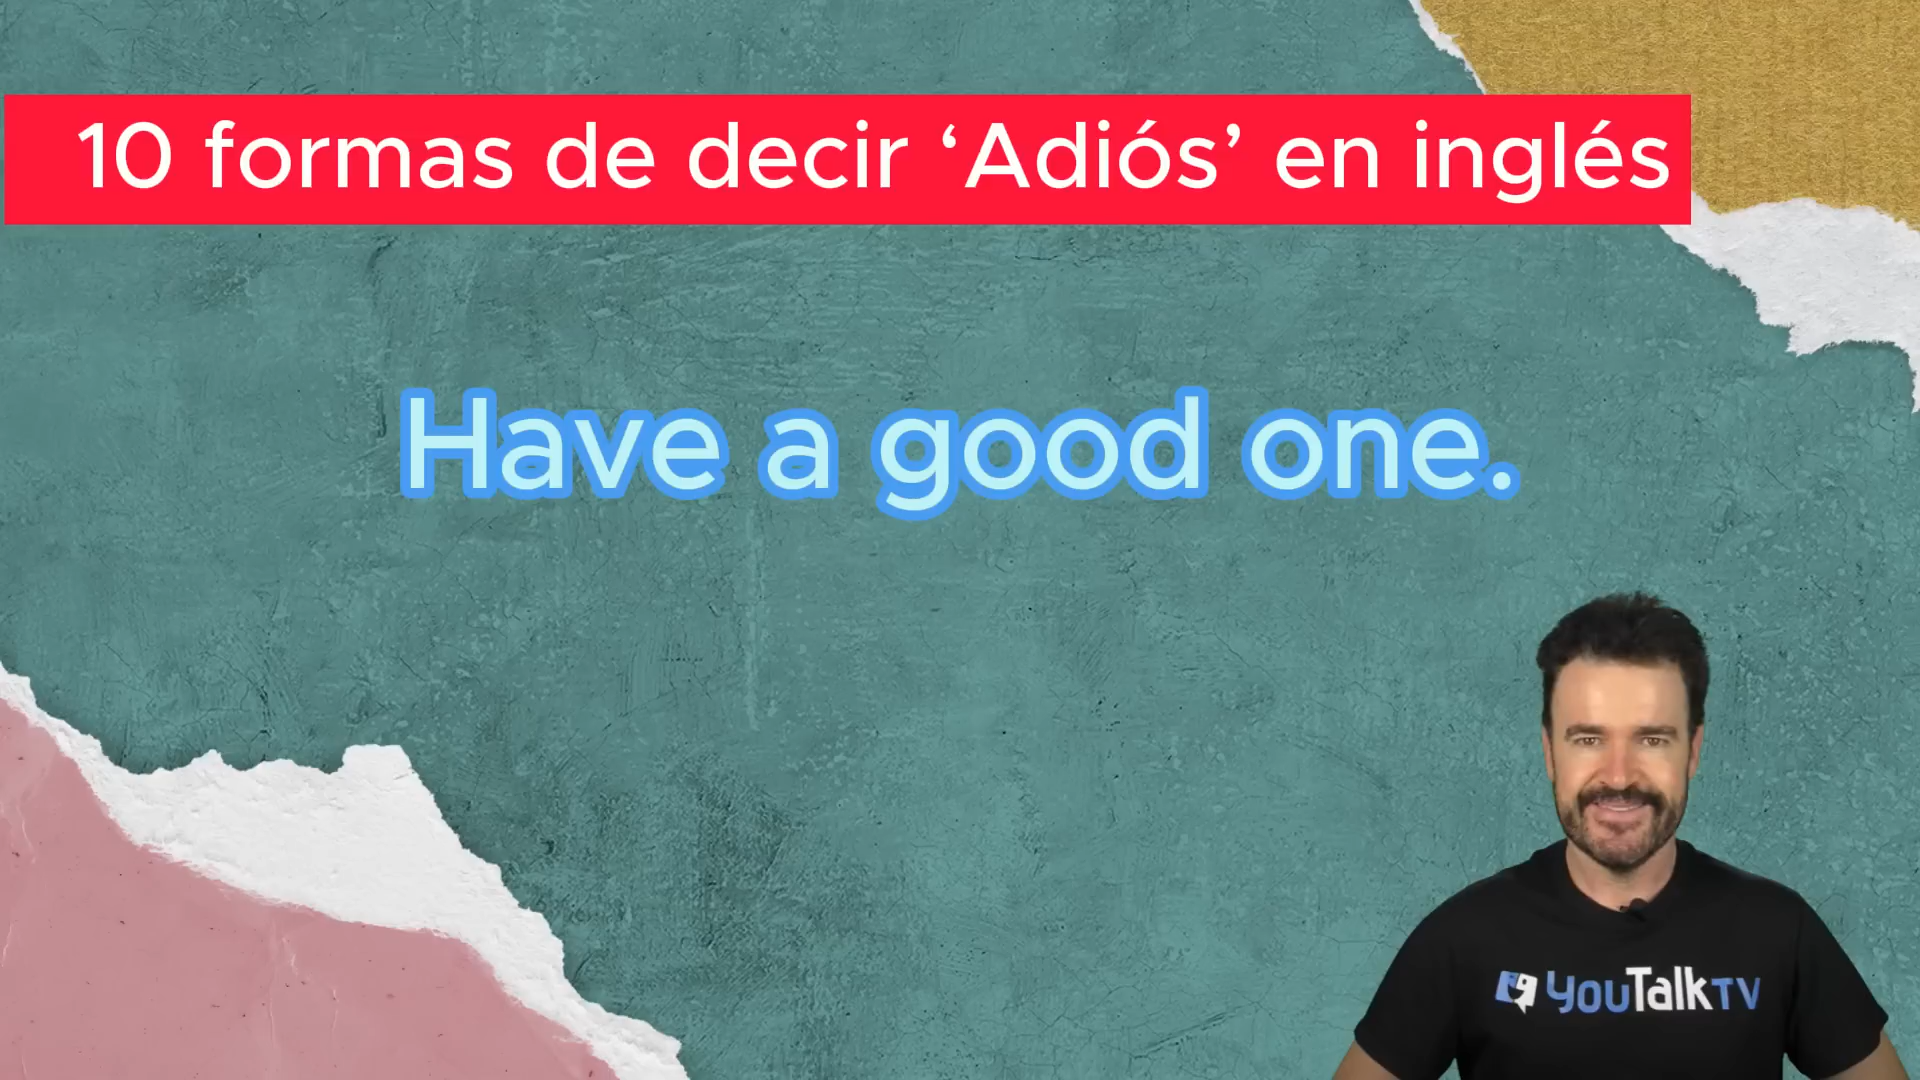 10 formas de decir ‘Adiós’ en inglés
Have a good one.
YouTalkTV